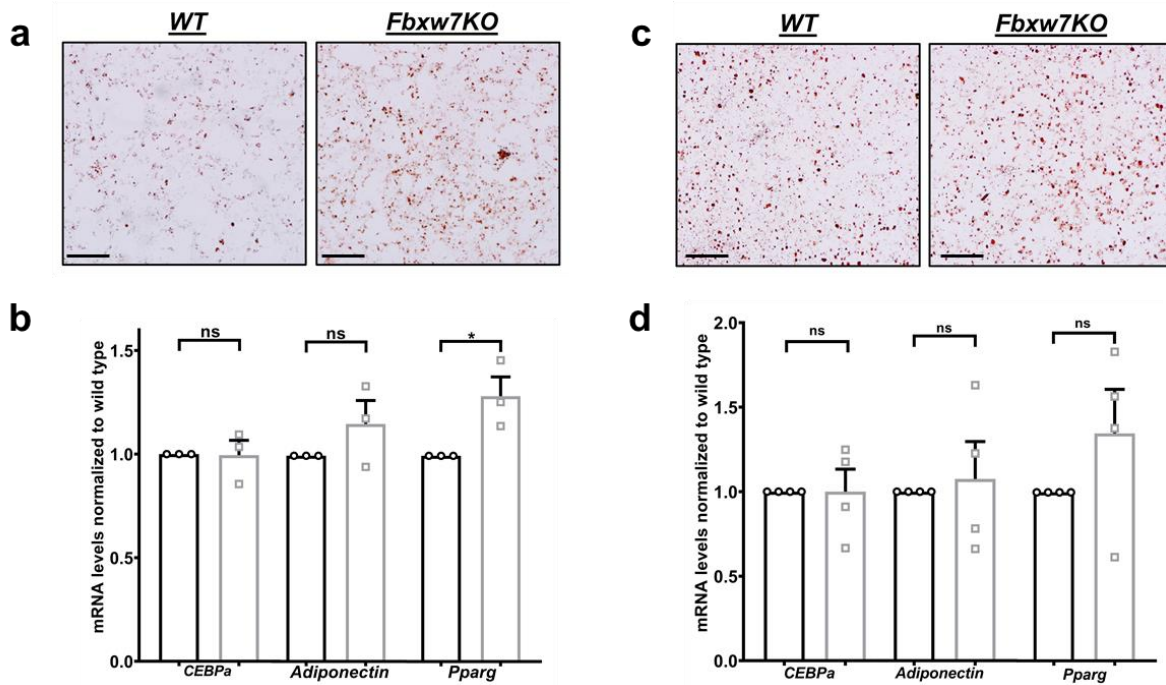 a
WT
Fbxw7KO
c
WT
Fbxw7KO
b
mRNA levels normalized to wild type
1.5
1.0
0.5
0.0
ns
ns
*
CEBPa
Adiponectin
Pparg
d
mRNA levels normalized to wild type
2.0
1.5
1.0
0.5
0.0
ns
ns
ns
CEBPa
Adiponectin
Pparg